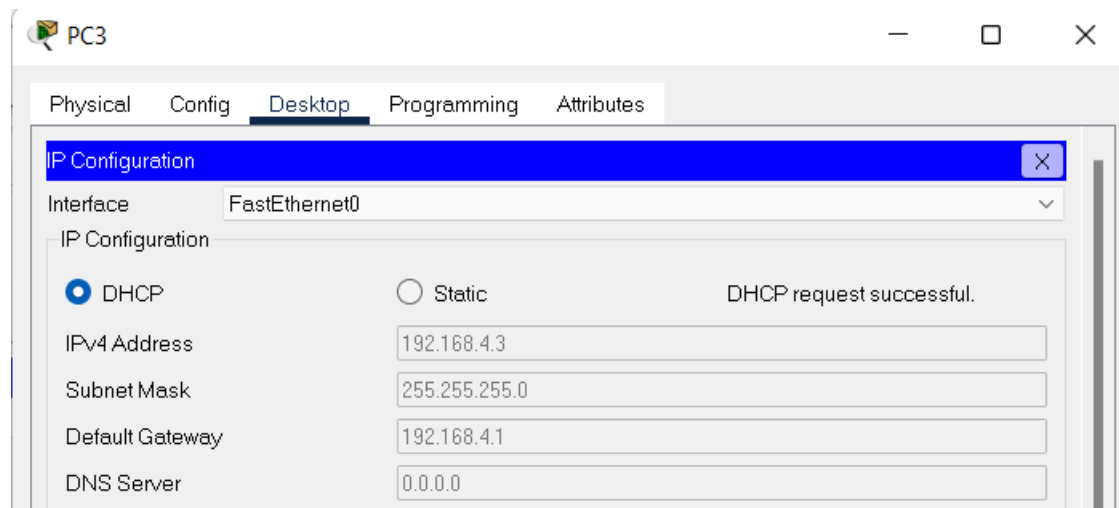 PC3
Physical Config Desktop Programming Attributes
IP Configuration X
Interface FastEthernet0
IP Configuration
DHCP Static DHCP request successful.
IPv4 Address 192.168.4.3
Subnet Mask 255.255.255.0
Default Gateway 192.168.4.1
DNS Server 0.0.0.0